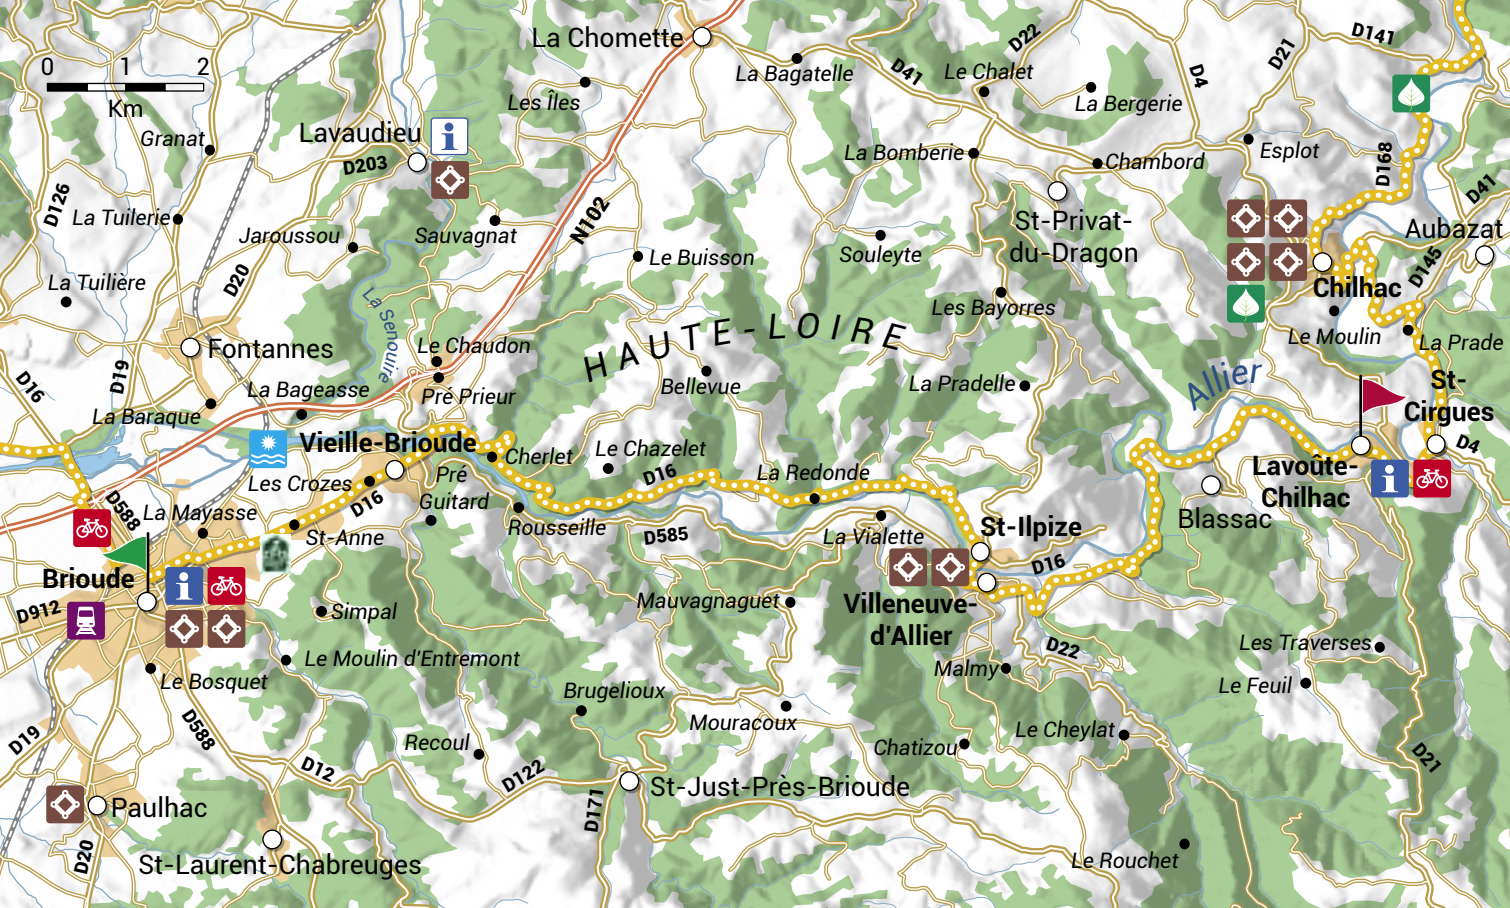 La Chomette
D22
D21
D141
0 1 2
Km
La Bagatelle
D41
Le Chalet
D4
La Bergerie
Les Îles
Granat
Lavaudieu
D203
La Bomberie
Chambord
Esplot
D168
D41
D126
La Tuilerie
Jaroussou
Sauvagnat
N102
Souleyte
St-Privat-
du-Dragon
Aubazat
D145
La Tuilière
D20
Le Buisson
Chilhac
Les Bayorres
Le Moulin
La Prade
La Senouire
HAUTE-LOIRE
Fontannes
Le Chaudon
D19
D16
La Bageasse
Pré Prieur
Bellevue
La Pradelle
Allier
St-
Cirgues
La Baraque
D4
Vieille-Brioude
Cherlet
Le Chazelet
D16
La Redonde
Lavoûte-
Chilhac
Les Crozes
D16
Pré
Guitard
Blassac
D588
La Mayasse
St-Anne
Rousseille
D585
La Vialette
St-Ilpize
D16
Brioude
D912
Simpal
Mauvagnaguet
Villeneuve-
d'Allier
D22
Les Traverses
Le Moulin d'Entremont
Malmy
Le Bosquet
Brugelioux
Le Feuil
D588
D19
Mouracoux
Recoul
Chatizou
Le Cheylat
D21
D12
D122
D171
St-Just-Près-Brioude
Paulhac
D20
St-Laurent-Chabreuges
Le Rouchet